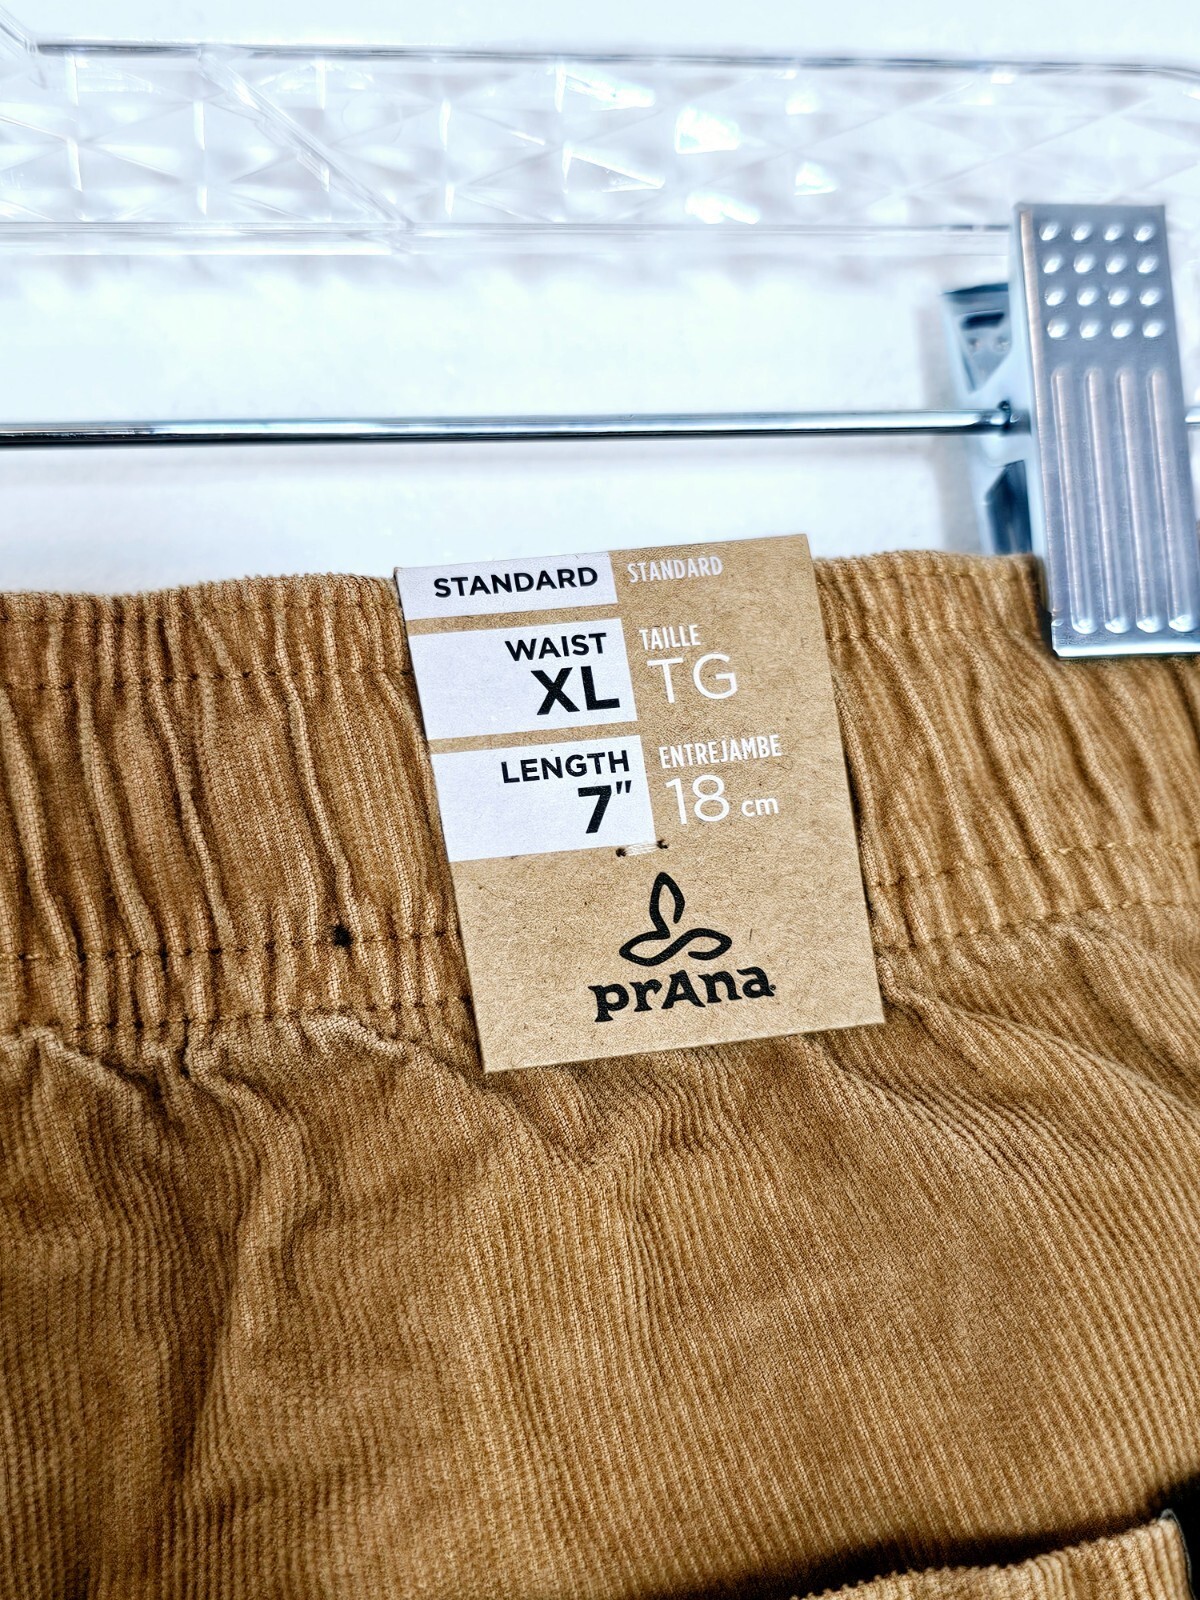 STANDARD STANDARD
WAIST TAILLE
XL TG
LENGTH ENTREJAMBE
7" 18 cm
prAna